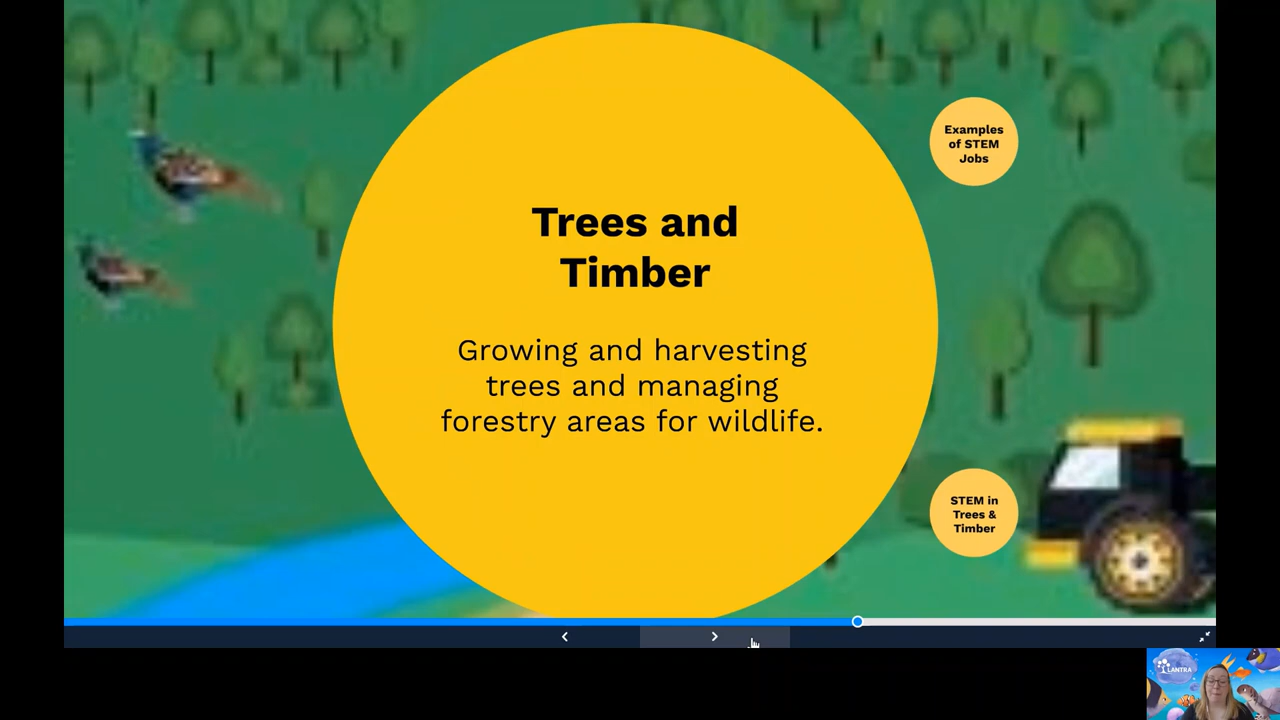 Trees and
Timber
Growing and harvesting
trees and managing
forestry areas for wildlife.
Examples
of STEM
Jobs
STEM in
Trees &
Timber
LANTRA